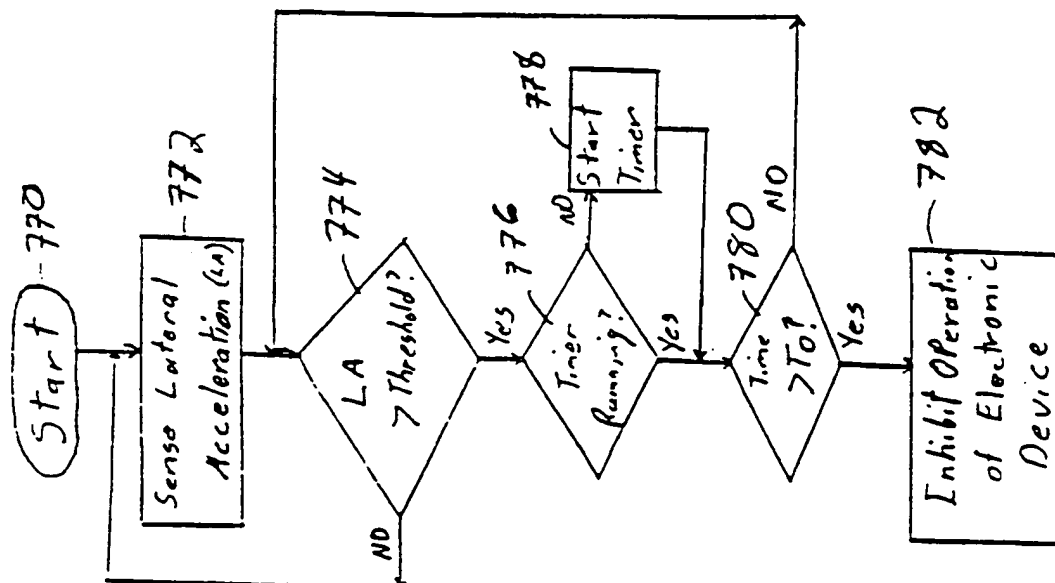 Start
770
Sense Lateral
Acceleration (LA)
772
LA
> Threshold?
774
NO
Yes
Timer
Running?
776
NO
Start
Timer
778
Yes
Time
> To?
780
NO
Yes
Inhibit OPeration
of Electronic
Device
782